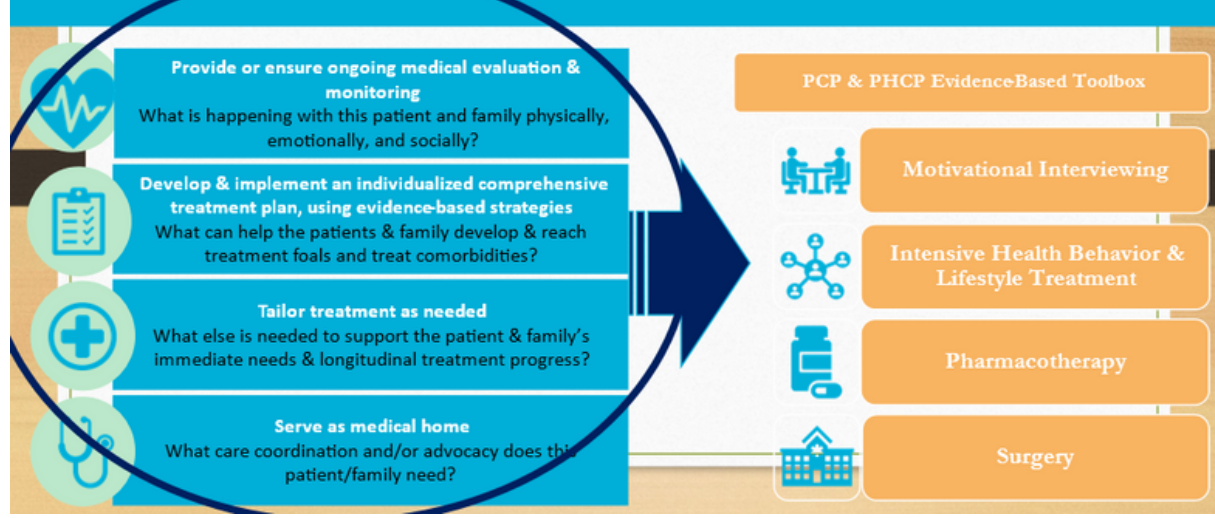 Provide or ensure ongoing medical evaluation &
monitoring
What is happening with this patient and family physically,
emotionally, and socially?
Develop & implement an individualized comprehensive
treatment plan, using evidence-based strategies
What can help the patients & family develop & reach
treatment foals and treat comorbidities?
Tailor treatment as needed
What else is needed to support the patient & family's
immediate needs & longitudinal treatment progress?
Serve as medical home
What care coordination and/or advocacy does this
patient/family need?
PCP & PHCP Evidence-Based Toolbox
Motivational Interviewing
Intensive Health Behavior &
Lifestyle Treatment
Pharmacotherapy
Surgery